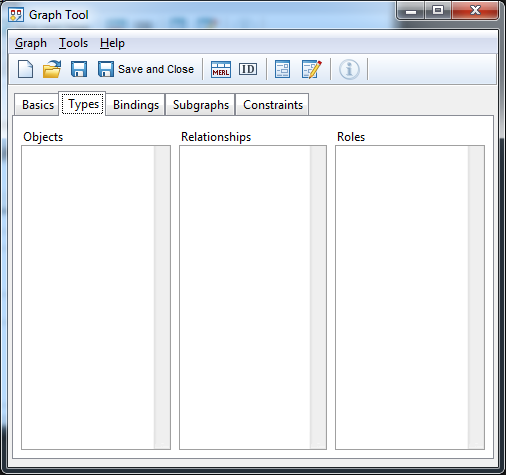 Graph Tool
Graph Tools Help
Save and Close MERL ID
Basics Types Bindings Subgraphs Constraints
Objects Relationships Roles